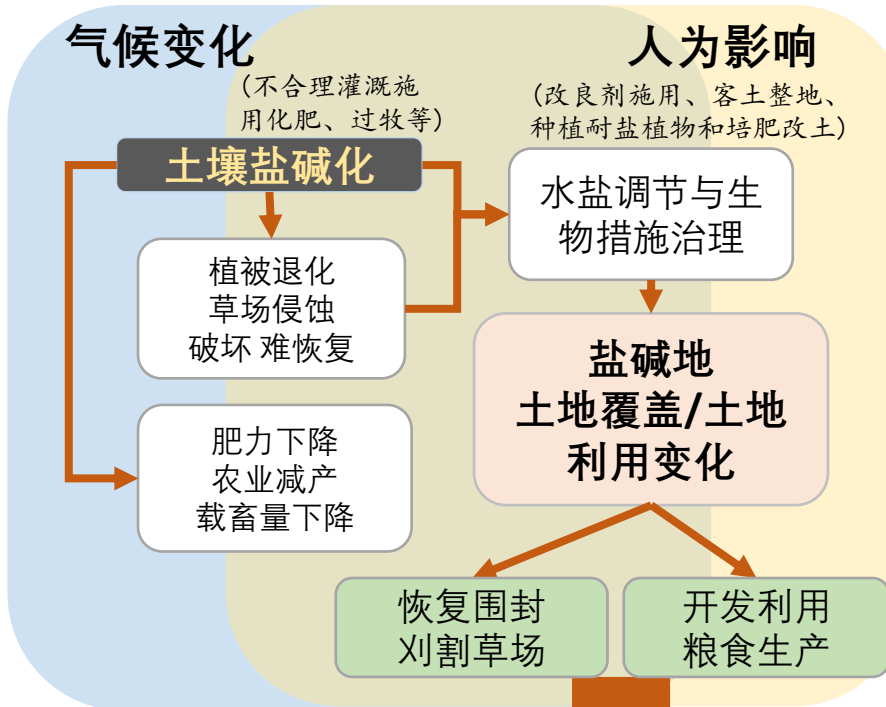 气候变化
人为影响
(不合理灌溉施
用化肥、过牧等)
(改良剂施用、客土整地、
种植耐盐植物和培肥改土)
土壤盐碱化
水盐调节与生
物措施治理
植被退化
草场侵蚀
破坏 难恢复
盐碱地
土地覆盖/土地
利用变化
肥力下降
农业减产
载畜量下降
恢复围封
刈割草场
开发利用
粮食生产